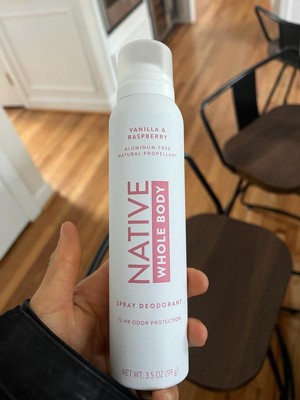 VANILLA &
RASPBERRY
ALUMINUM FREE
NATURAL PROPELLANT
NATIVE
WHOLE BODY
SPRAY DEODORANT
72-HR ODOR PROTECTION
NET WT. 3.5 OZ (99 g)